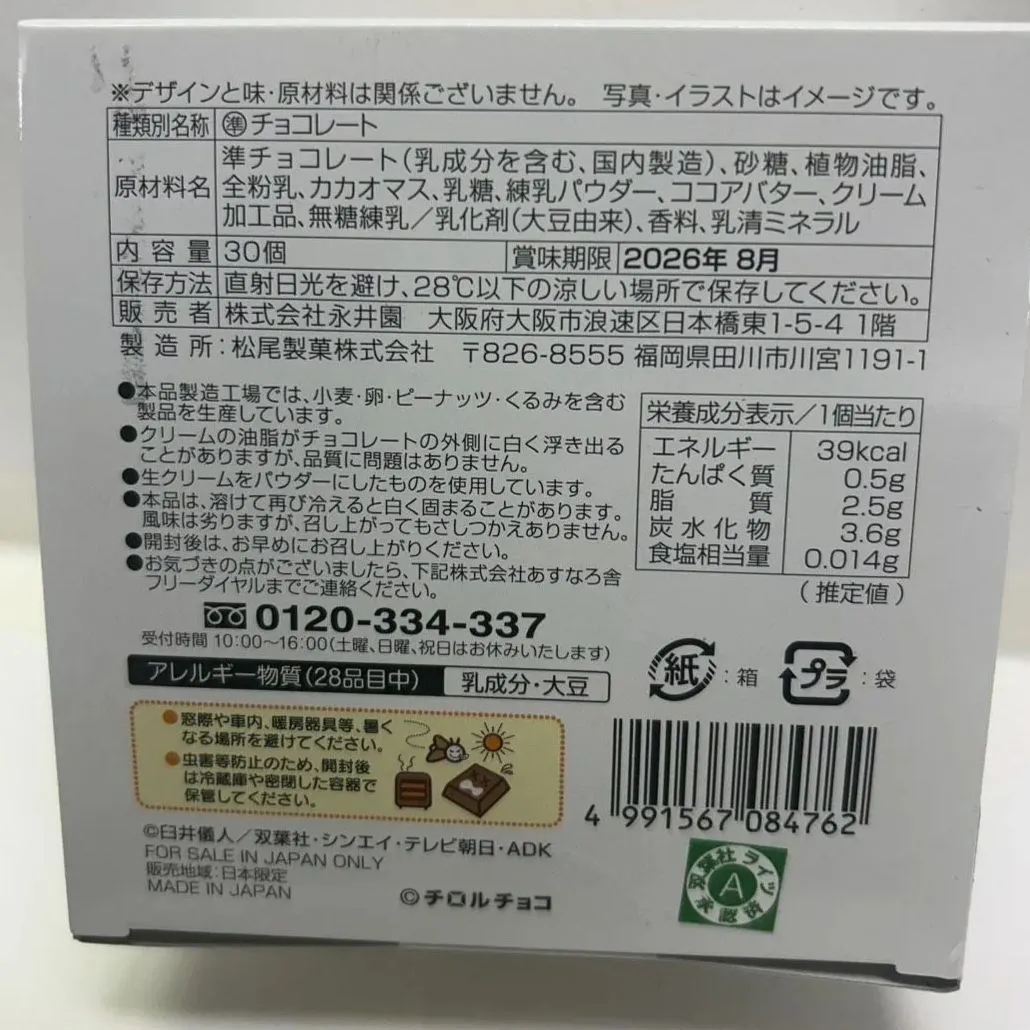 ※デザインと味・原材料は関係ございません。 写真・イラストはイメージです。
種類別名称 ㊜チョコレート
原材料名 準チョコレート(乳成分を含む、国内製造)、砂糖、植物油脂、
全粉乳、カカオマス、乳糖、練乳パウダー、ココアバター、クリーム
加工品、無糖練乳／乳化剤(大豆由来)、香料、乳清ミネラル
内容量 30個 賞味期限 2026年 8月
保存方法 直射日光を避け、28℃以下の涼しい場所で保存してください。
販売者 株式会社永井園 大阪府大阪市浪速区日本橋東1-5-4 1階
製造所:松尾製菓株式会社 〒826-8555 福岡県田川市川宮1191-1
●本品製造工場では、小麦・卵・ピーナッツ・くるみを含む
製品を生産しています。
●クリームの油脂がチョコレートの外側に白く浮き出る
ことがありますが、品質に問題はありません。
●生クリームをパウダーにしたものを使用しています。
●本品は、溶けて再び冷えると白く固まることがあります。
風味は劣りますが、召し上がってもさしつかえありません。
●開封後は、お早めにお召し上がりください。
●お気づきの点がございましたら、下記株式会社あすなろ舎
フリーダイヤルまでご連絡ください。
0120-334-337
受付時間 10:00〜16:00(土曜、日曜、祝日はお休みいたします)
アレルギー物質(28品目中) 乳成分・大豆
栄養成分表示／1個当たり
エネルギー 39kcal
たんぱく質 0.5g
脂質 2.5g
炭水化物 3.6g
食塩相当量 0.014g
(推定値)
紙:箱 プラ:袋
●窓際や車内、暖房器具等、暑く
なる場所を避けてください。
●虫害等防止のため、開封後
は冷蔵庫や密閉した容器で
保管してください。
4 991567 084762
©臼井儀人／双葉社・シンエイ・テレビ朝日・ADK
FOR SALE IN JAPAN ONLY
販売地域:日本限定
MADE IN JAPAN
©チロルチョコ
双葉社ライツ
A
承認済